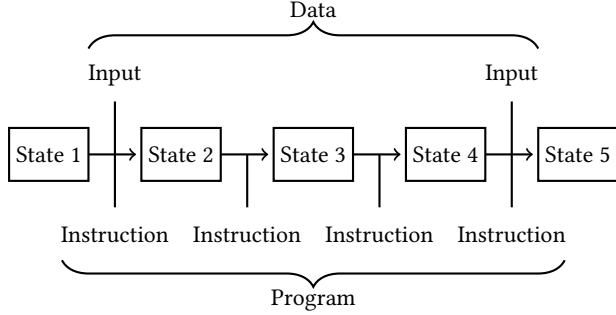 Data
Input Input
State 1 State 2 State 3 State 4 State 5
Instruction Instruction Instruction Instruction
Program